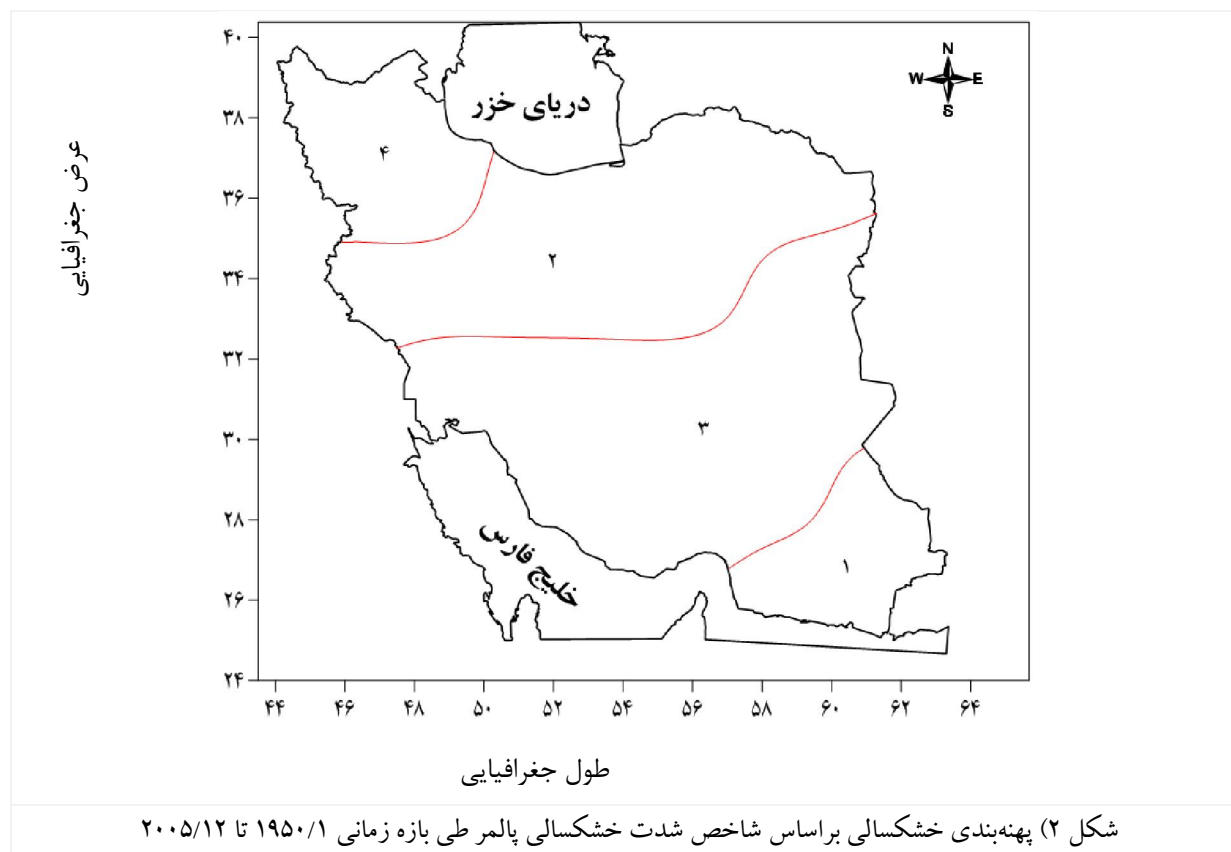 ۴۰
N
W E
S
دریای خزر
۳۸
۴
۳۶
۲
۳۴
۳۲
۳
۳۰
۲۸
خلیج فارس
۱
۲۶
۲۴
۴۴ ۴۶ ۴۸ ۵۰ ۵۲ ۵۴ ۵۶ ۵۸ ۶۰ ۶۲ ۶۴
عرض جغرافیایی
طول جغرافیایی
شکل ۲) پهنه‌بندی خشکسالی براساس شاخص شدت خشکسالی پالمر طی بازه زمانی ۱۹۵۰/۱ تا ۲۰۰۵/۱۲